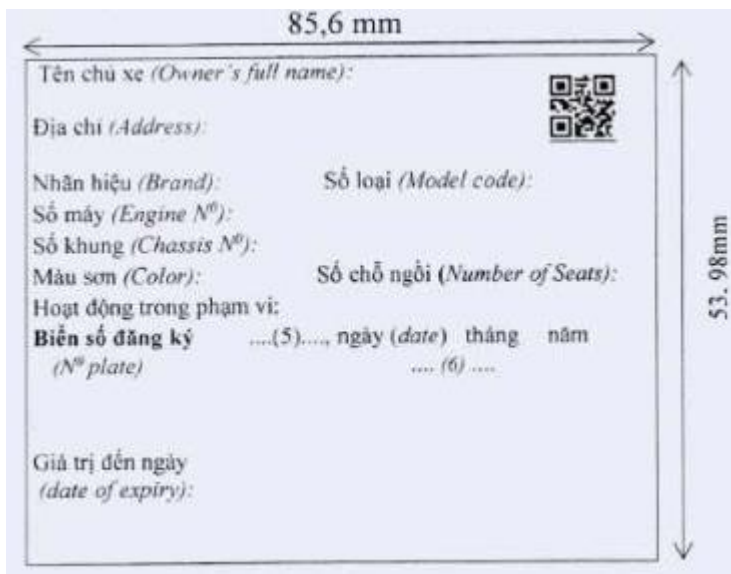 85,6 mm
Tên chủ xe (Owner's full name):
Địa chỉ (Address):
Nhãn hiệu (Brand): Số loại (Model code):
Số máy (Engine N⁰):
Số khung (Chassis N⁰):
Màu sơn (Color): Số chỗ ngồi (Number of Seats):
Hoạt động trong phạm vi:
Biển số đăng ký ....(5)...., ngày (date) tháng năm
(N⁰ plate) .... (6) ....
Giá trị đến ngày
(date of expiry):
53. 98mm